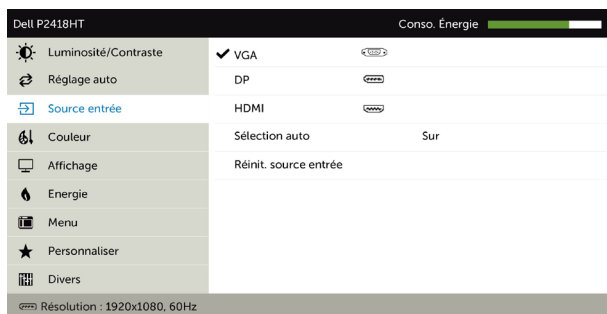 Dell P2418HT Conso. Énergie
Luminosité/Contraste
Réglage auto
Source entrée
Couleur
Affichage
Energie
Menu
Personnaliser
Divers
VGA
DP
HDMI
Sélection auto Sur
Réinit. source entrée
Résolution : 1920x1080, 60Hz